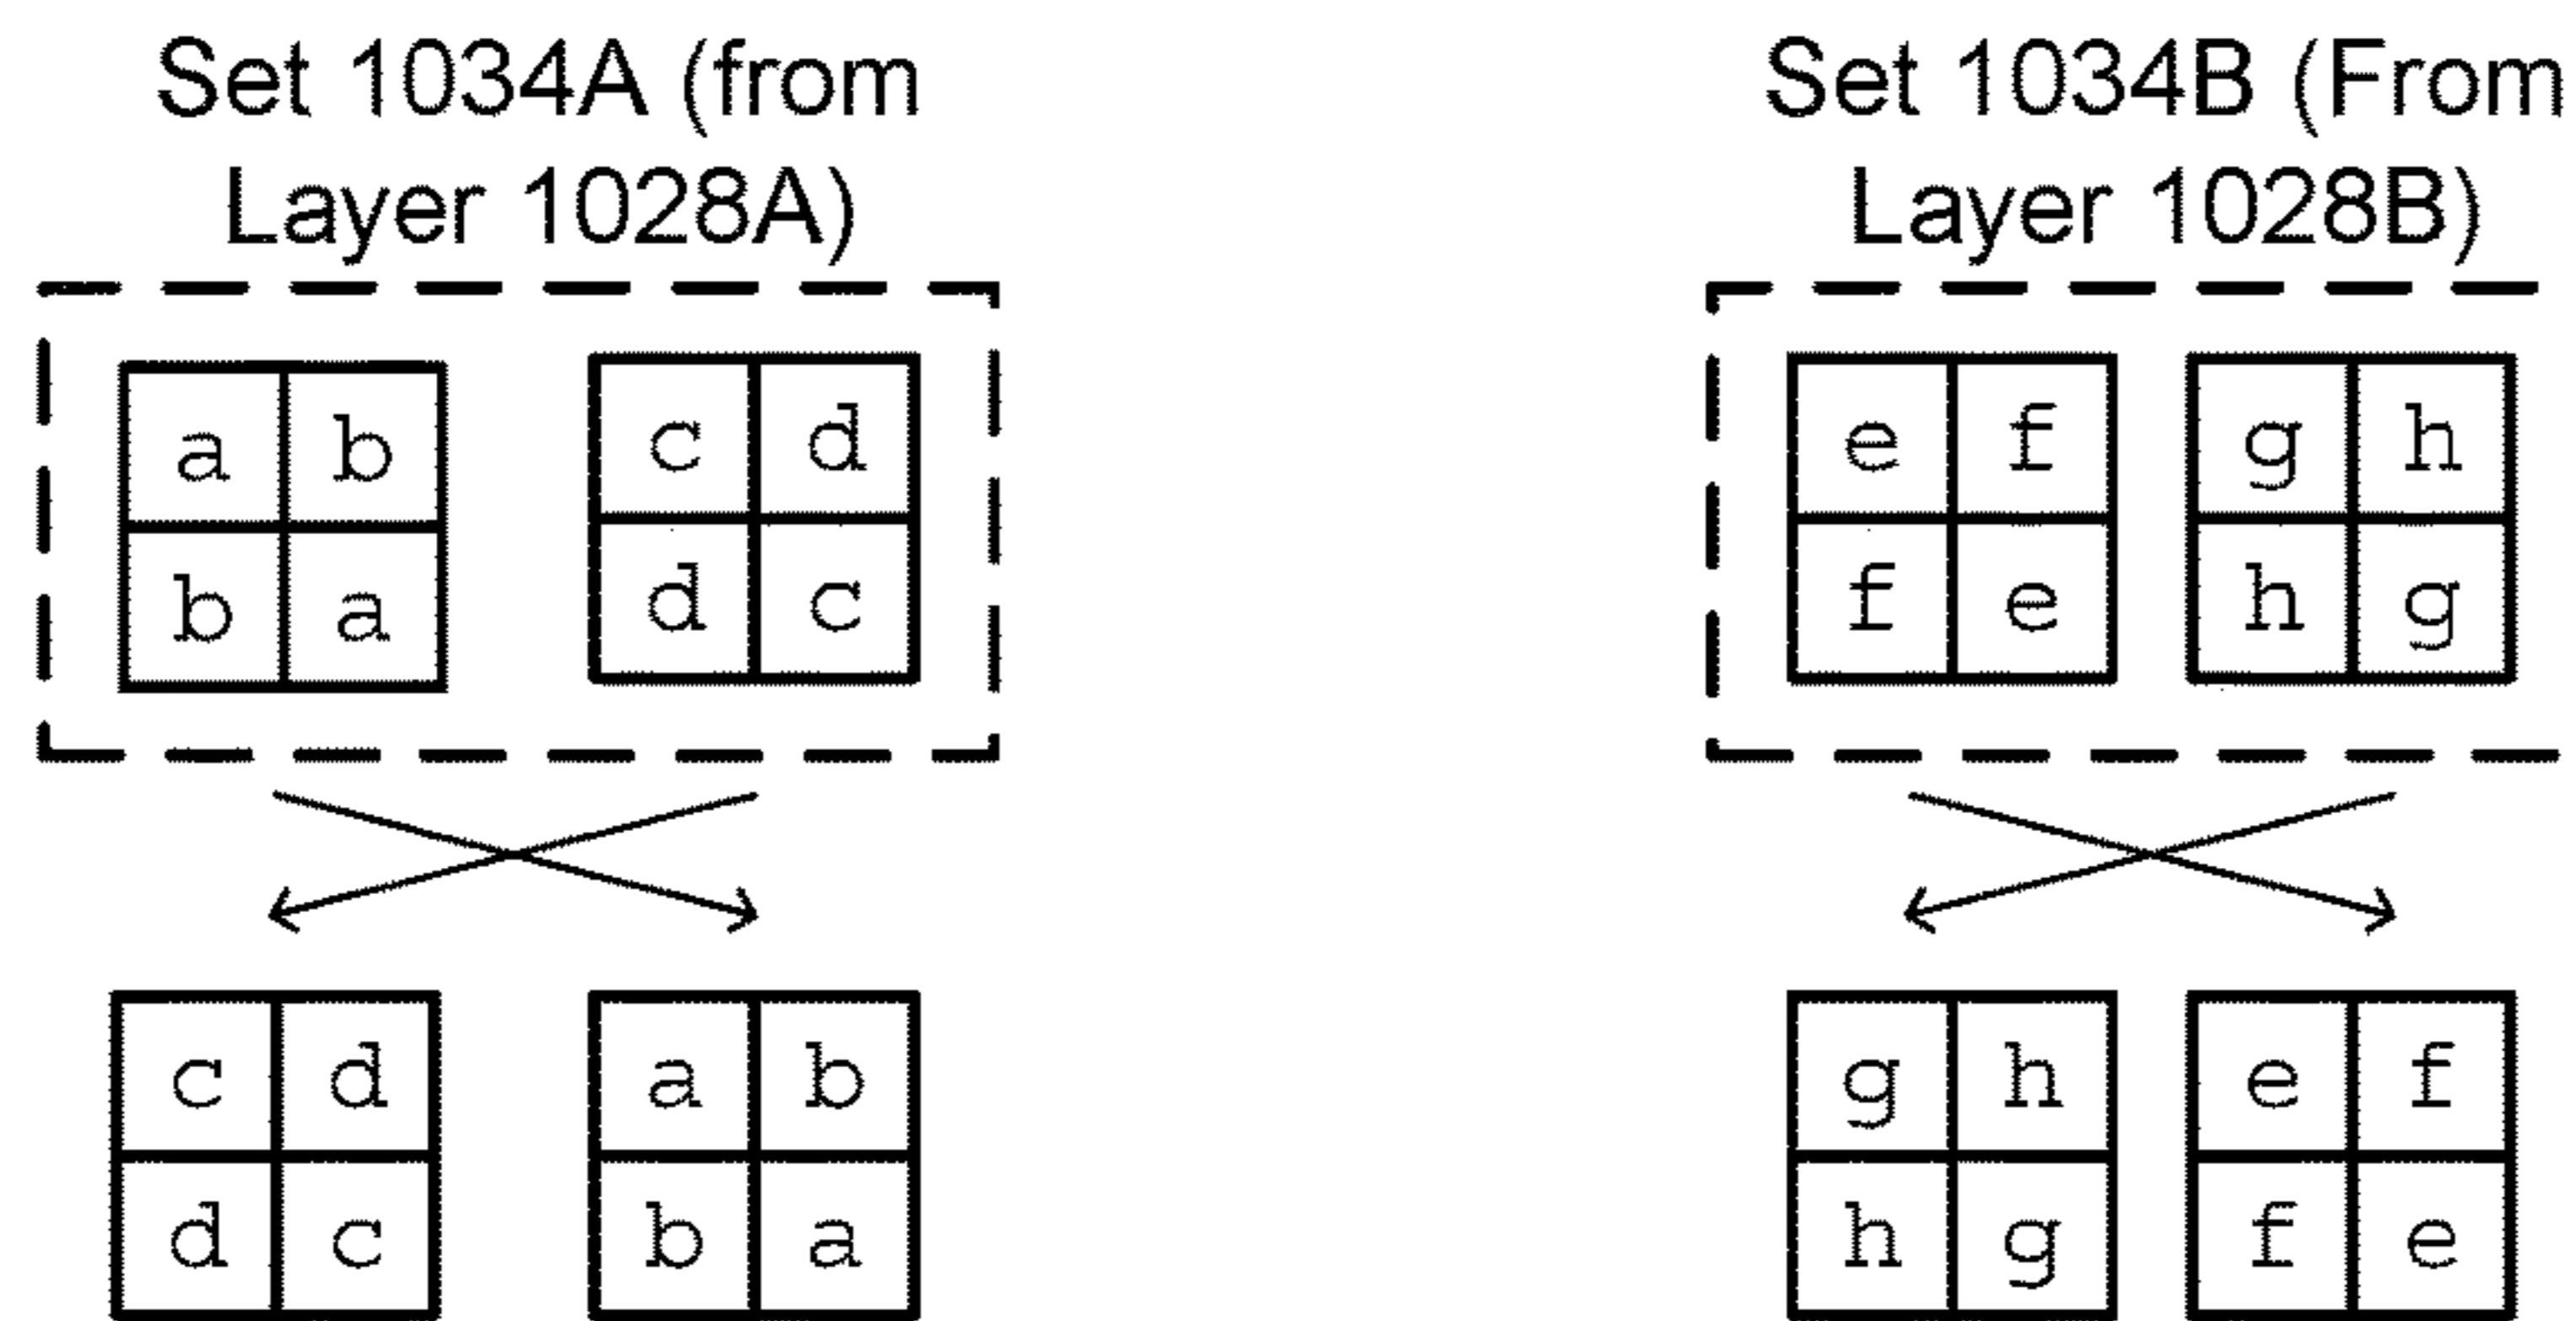 Set 1034A (from
Layer 1028A)
a b
b a
c d
d c
c d
d c
a b
b a
Set 1034B (From
Layer 1028B)
e f
f e
g h
h g
g h
h g
e f
f e